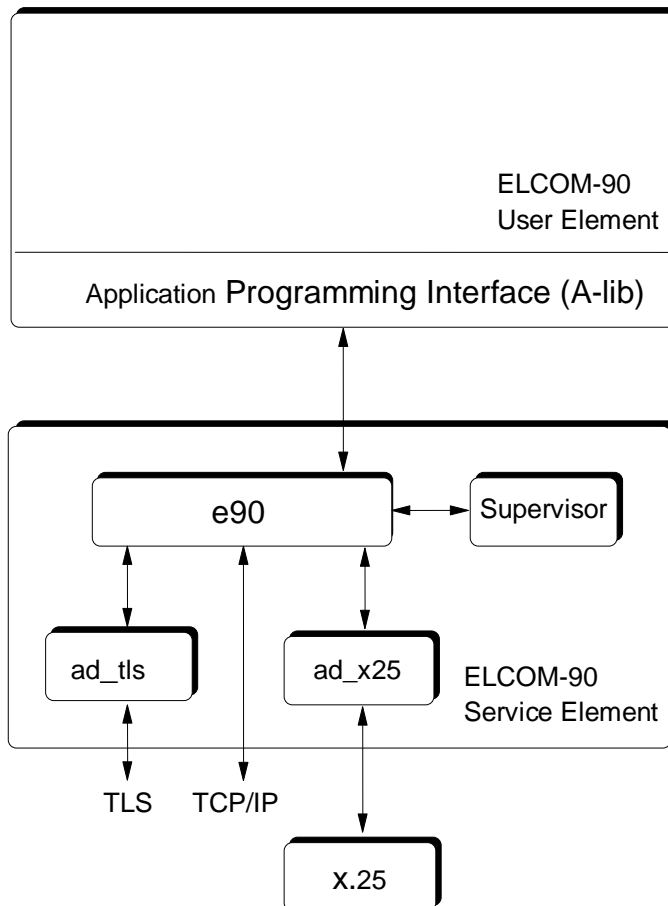 ELCOM-90
User Element
Application Programming Interface (A-lib)
e90
Supervisor
ad_tls
ad_x25
ELCOM-90
Service Element
TLS
TCP/IP
x.25